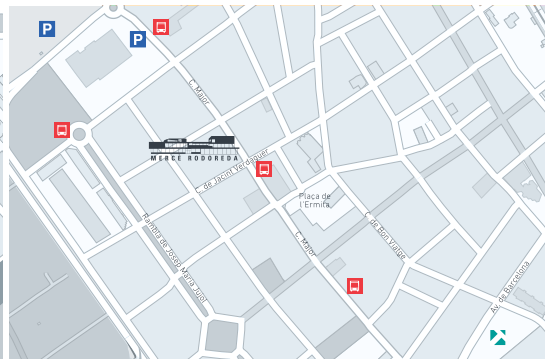 P
P
C. Major
MERCÈ RODOREDA
C. de Jacint Verdaguer
Plaça de
l'Ermita
Rambla de Josep Maria Jujol
C. Major
C. de Bon Viatge
Av. de Barcelona